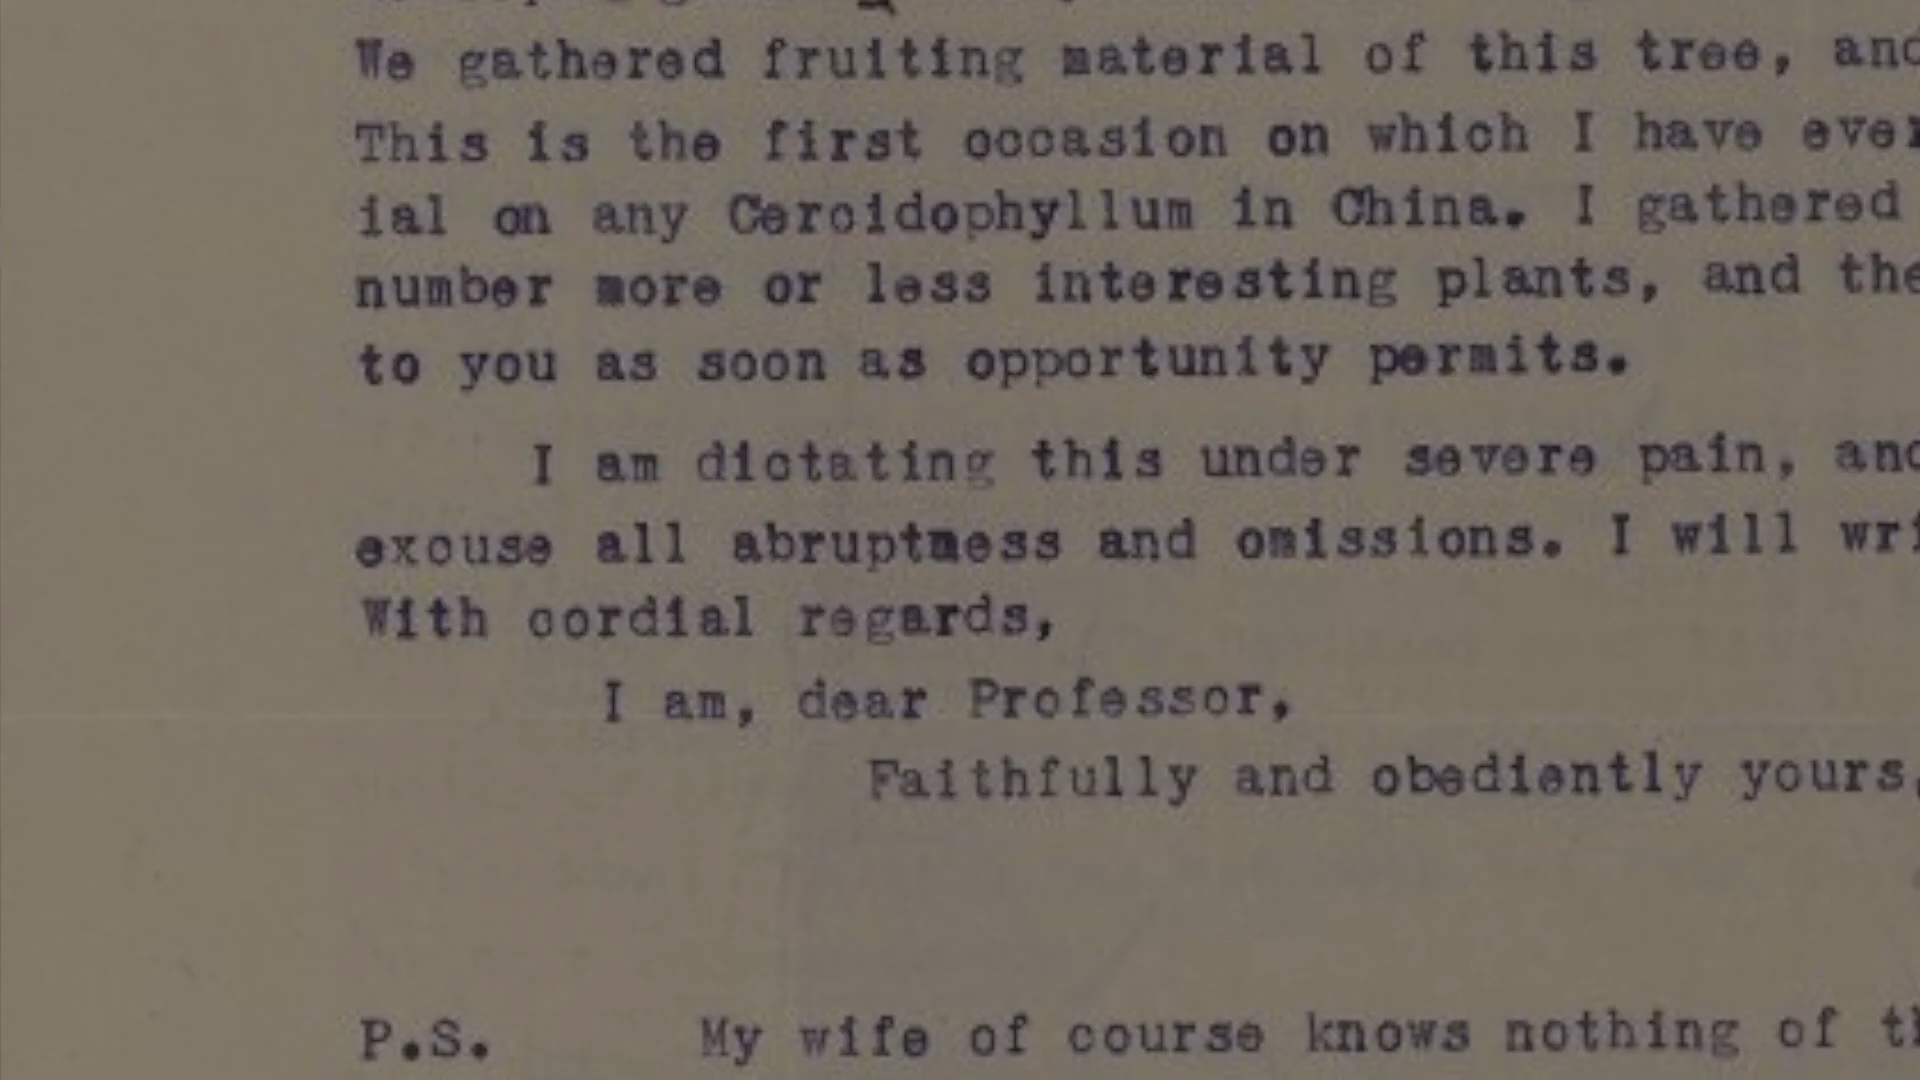 We gathered fruiting material of this tree, and
This is the first occasion on which I have ever
ial on any Cercidophyllum in China. I gathered
number more or less interesting plants, and the
to you as soon as opportunity permits.
I am dictating this under severe pain, and
excuse all abruptness and omissions. I will wri
With cordial regards,
I am, dear Professor,
Faithfully and obediently yours,
P.S. My wife of course knows nothing of th